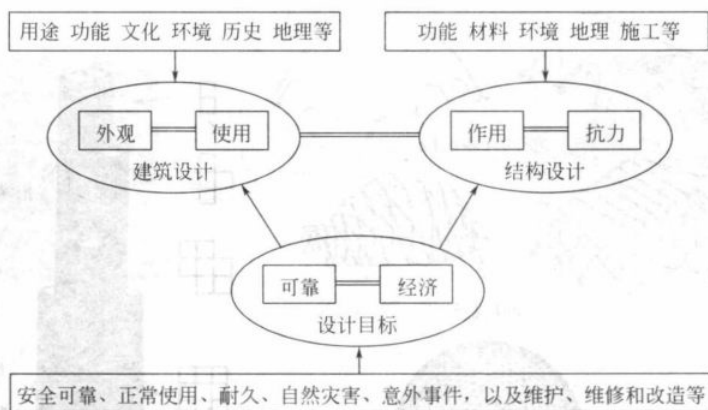 用途 功能 文化 环境 历史 地理等
功能 材料 环境 地理 施工等
外观
使用
建筑设计
作用
抗力
结构设计
可靠
经济
设计目标
安全可靠、正常使用、耐久、自然灾害、意外事件，以及维护、维修和改造等